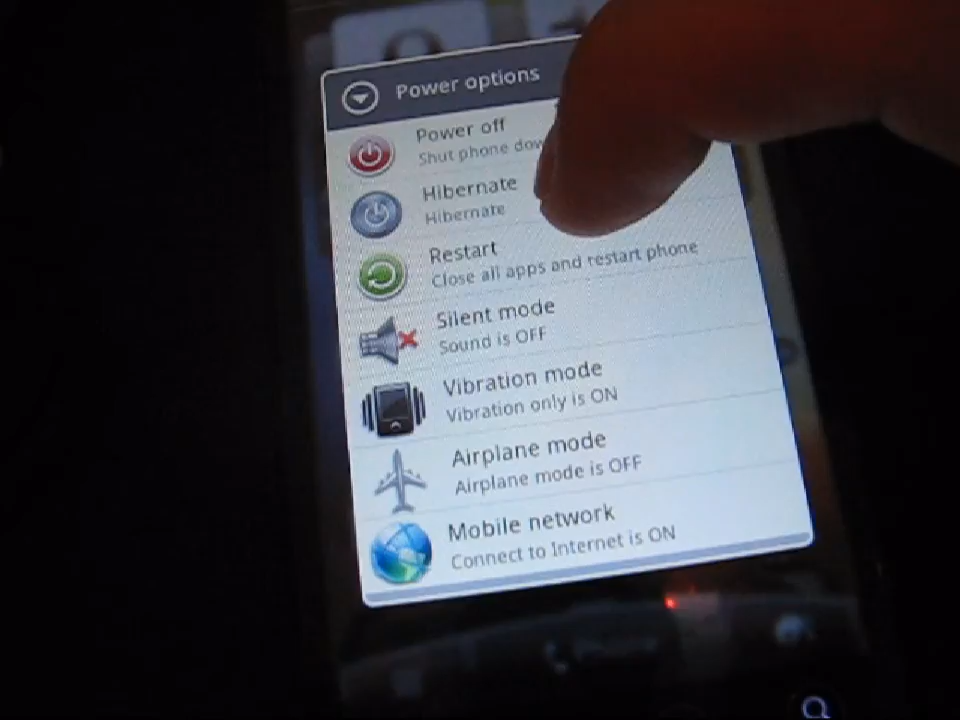 Power options
Power off
Shut phone
Hibernate
Hibernate
Restart
Close all apps and restart phone
Silent mode
Sound is OFF
Vibration mode
Vibration only is ON
Airplane mode
Airplane mode is OFF
Mobile network
Connect to Internet is ON